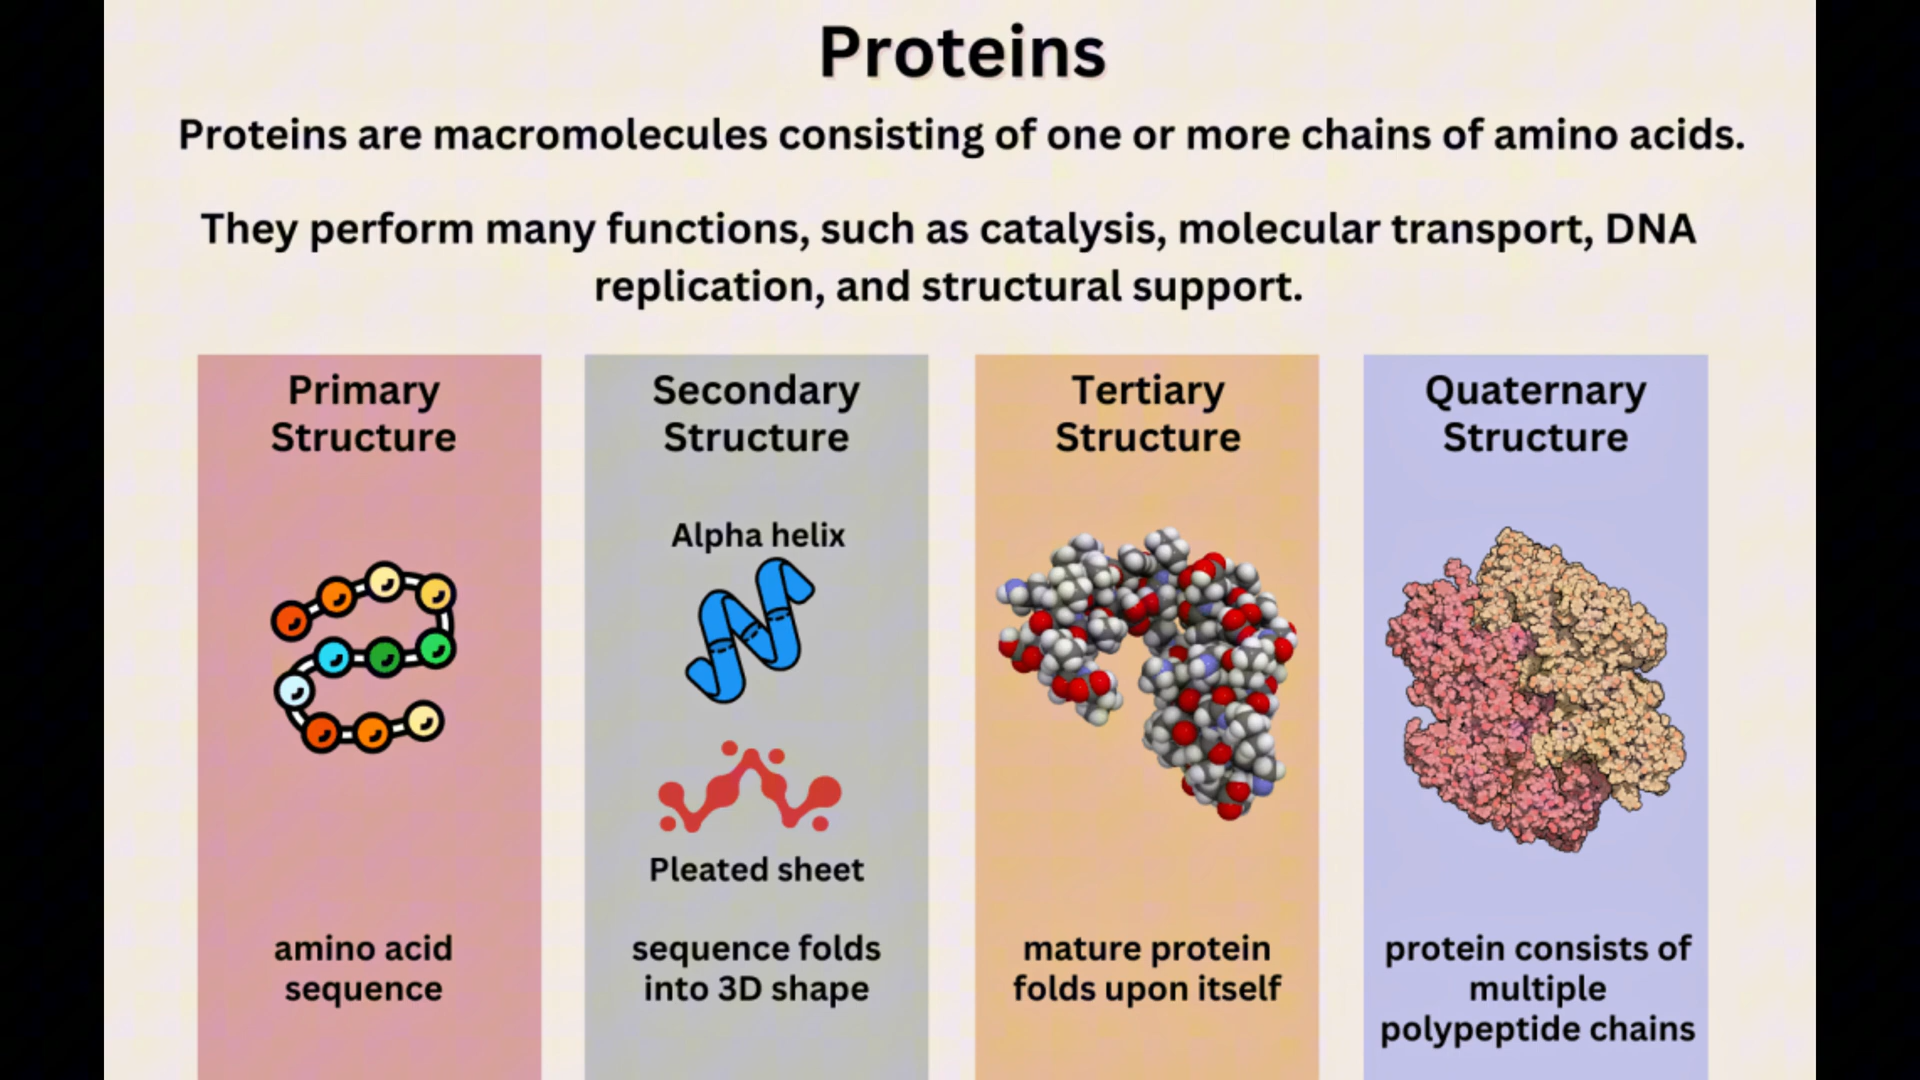 Proteins
Proteins are macromolecules consisting of one or more chains of amino acids.
They perform many functions, such as catalysis, molecular transport, DNA
replication, and structural support.
Primary
Structure
amino acid
sequence
Secondary
Structure
Alpha helix
Pleated sheet
sequence folds
into 3D shape
Tertiary
Structure
mature protein
folds upon itself
Quaternary
Structure
protein consists of
multiple
polypeptide chains